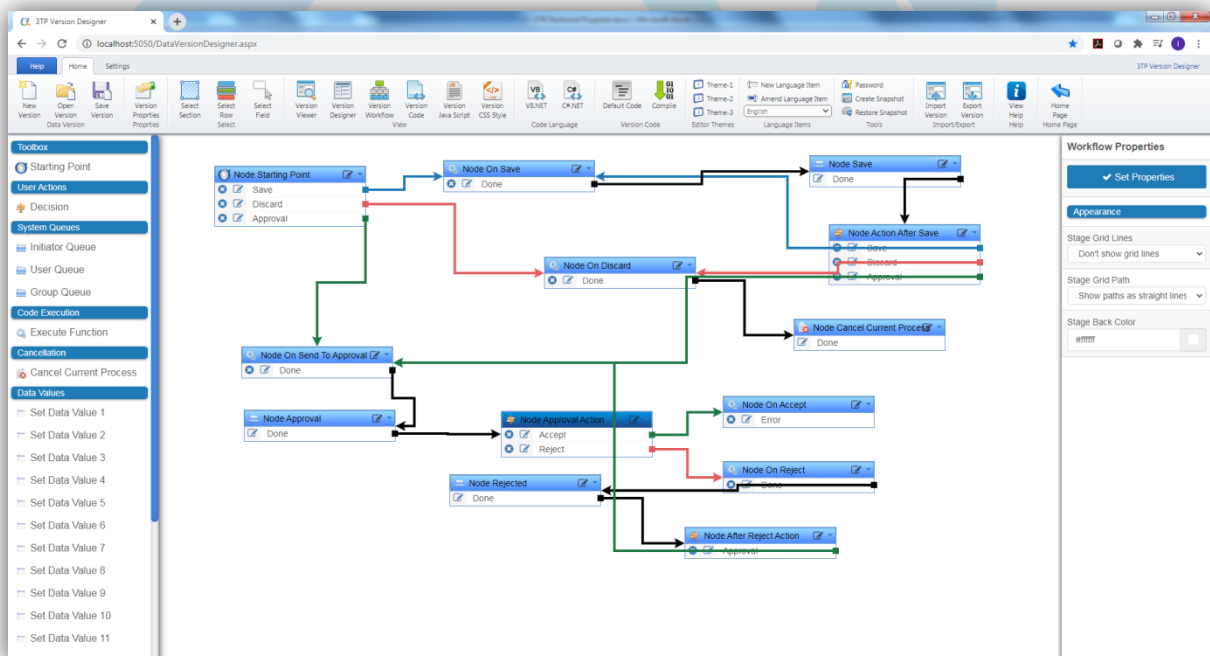 3TP Version Designer
localhost:5050/DataVersionDesigner.aspx
Help Home Settings 3TP Version Designer
New Version
Open Version
Save Version
Data Version
Version Proprties
Proprties
Select Section
Select Row
Select Field
Select
Version Viewer
Version Designer
Version Workflow
Version Code
Version Java Script
Version CSS Style
View
VB VB.NET
C# C#.NET
Code Language
Default Code
Compile
Version Code
Theme-1
Theme-2
Theme-3
Editor Themes
New Language Item
Amend Language Item
English
Language Items
Password
Create Snapshot
Restore Snapshot
Tools
Import Version
Export Version
Import/Export
View Help
Help
Home Page
Home Page
Toolbox
Starting Point
User Actions
Decision
System Queues
Initiator Queue
User Queue
Group Queue
Code Execution
Execute Function
Cancellation
Cancel Current Process
Data Values
Set Data Value 1
Set Data Value 2
Set Data Value 3
Set Data Value 4
Set Data Value 5
Set Data Value 6
Set Data Value 7
Set Data Value 8
Set Data Value 9
Set Data Value 10
Set Data Value 11
Node Starting Point
Save
Discard
Approval
Node On Save
Done
Node Save
Done
Node Action After Save
Save
Discard
Approval
Node On Discard
Done
Node Cancel Current Process
Done
Node On Send To Approval
Done
Node Approval
Done
Node Approval Action
Accept
Reject
Node On Accept
Error
Node On Reject
Done
Node Rejected
Done
Node After Reject Action
Approval
Workflow Properties
Set Properties
Appearance
Stage Grid Lines
Don't show grid lines
Stage Grid Path
Show paths as straight lines
Stage Back Color
#ffffff